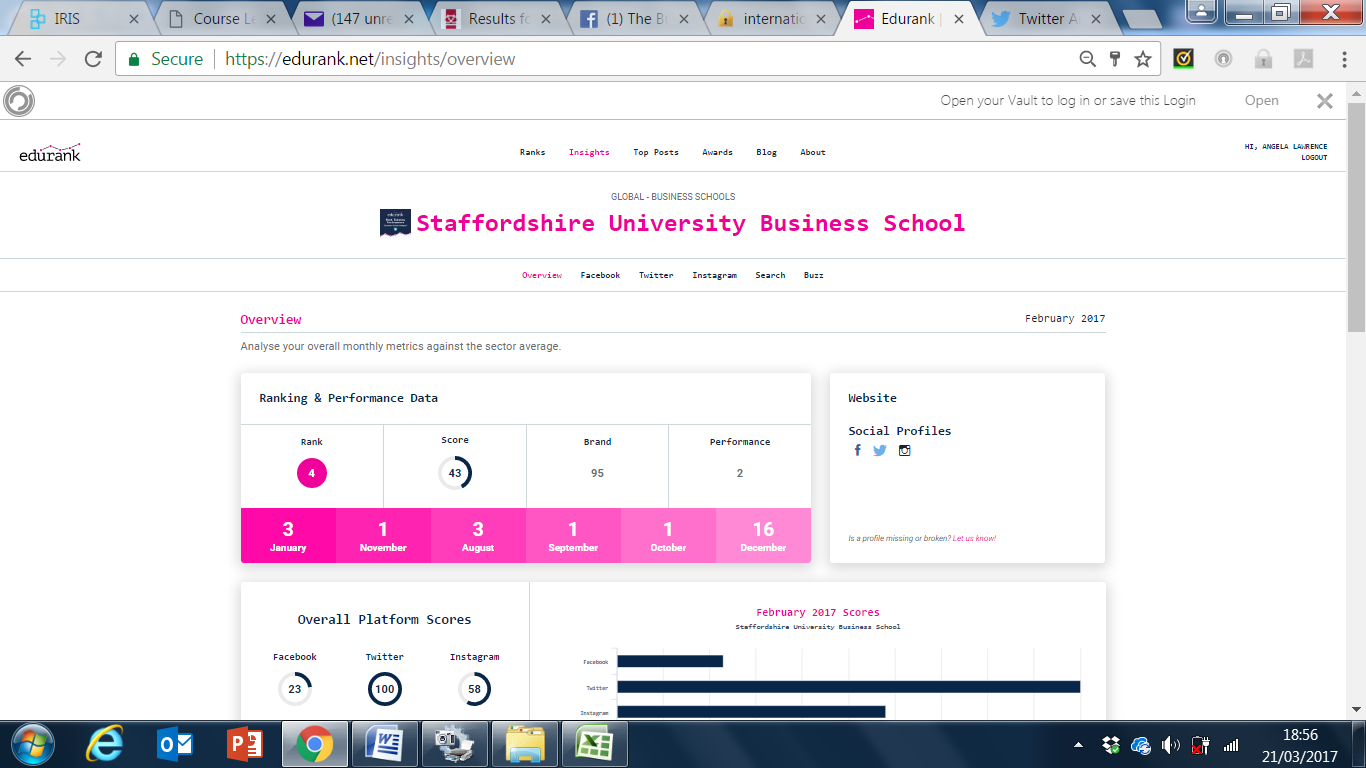 IRIS
Course Le
(147 unre
Results fo
(1) The B
internatio
Edurank |
Twitter A
Secure
https://edurank.net/insights/overview
Open your Vault to log in or save this Login
Open
edurank
Ranks
Insights
Top Posts
Awards
Blog
About
HI, ANGELA LAWRENCE
LOGOUT
GLOBAL - BUSINESS SCHOOLS
Staffordshire University Business School
Overview
Facebook
Twitter
Instagram
Search
Buzz
Overview
February 2017
Analyse your overall monthly metrics against the sector average.
Ranking & Performance Data
Rank
Score
Brand
Performance
4
43
95
2
3
1
3
1
1
16
January
November
August
September
October
December
Website
Social Profiles
Is a profile missing or broken? Let us know!
Overall Platform Scores
Facebook
Twitter
Instagram
23
100
58
February 2017 Scores
Staffordshire University Business School
Facebook
Twitter
Instagram
18:56
21/03/2017